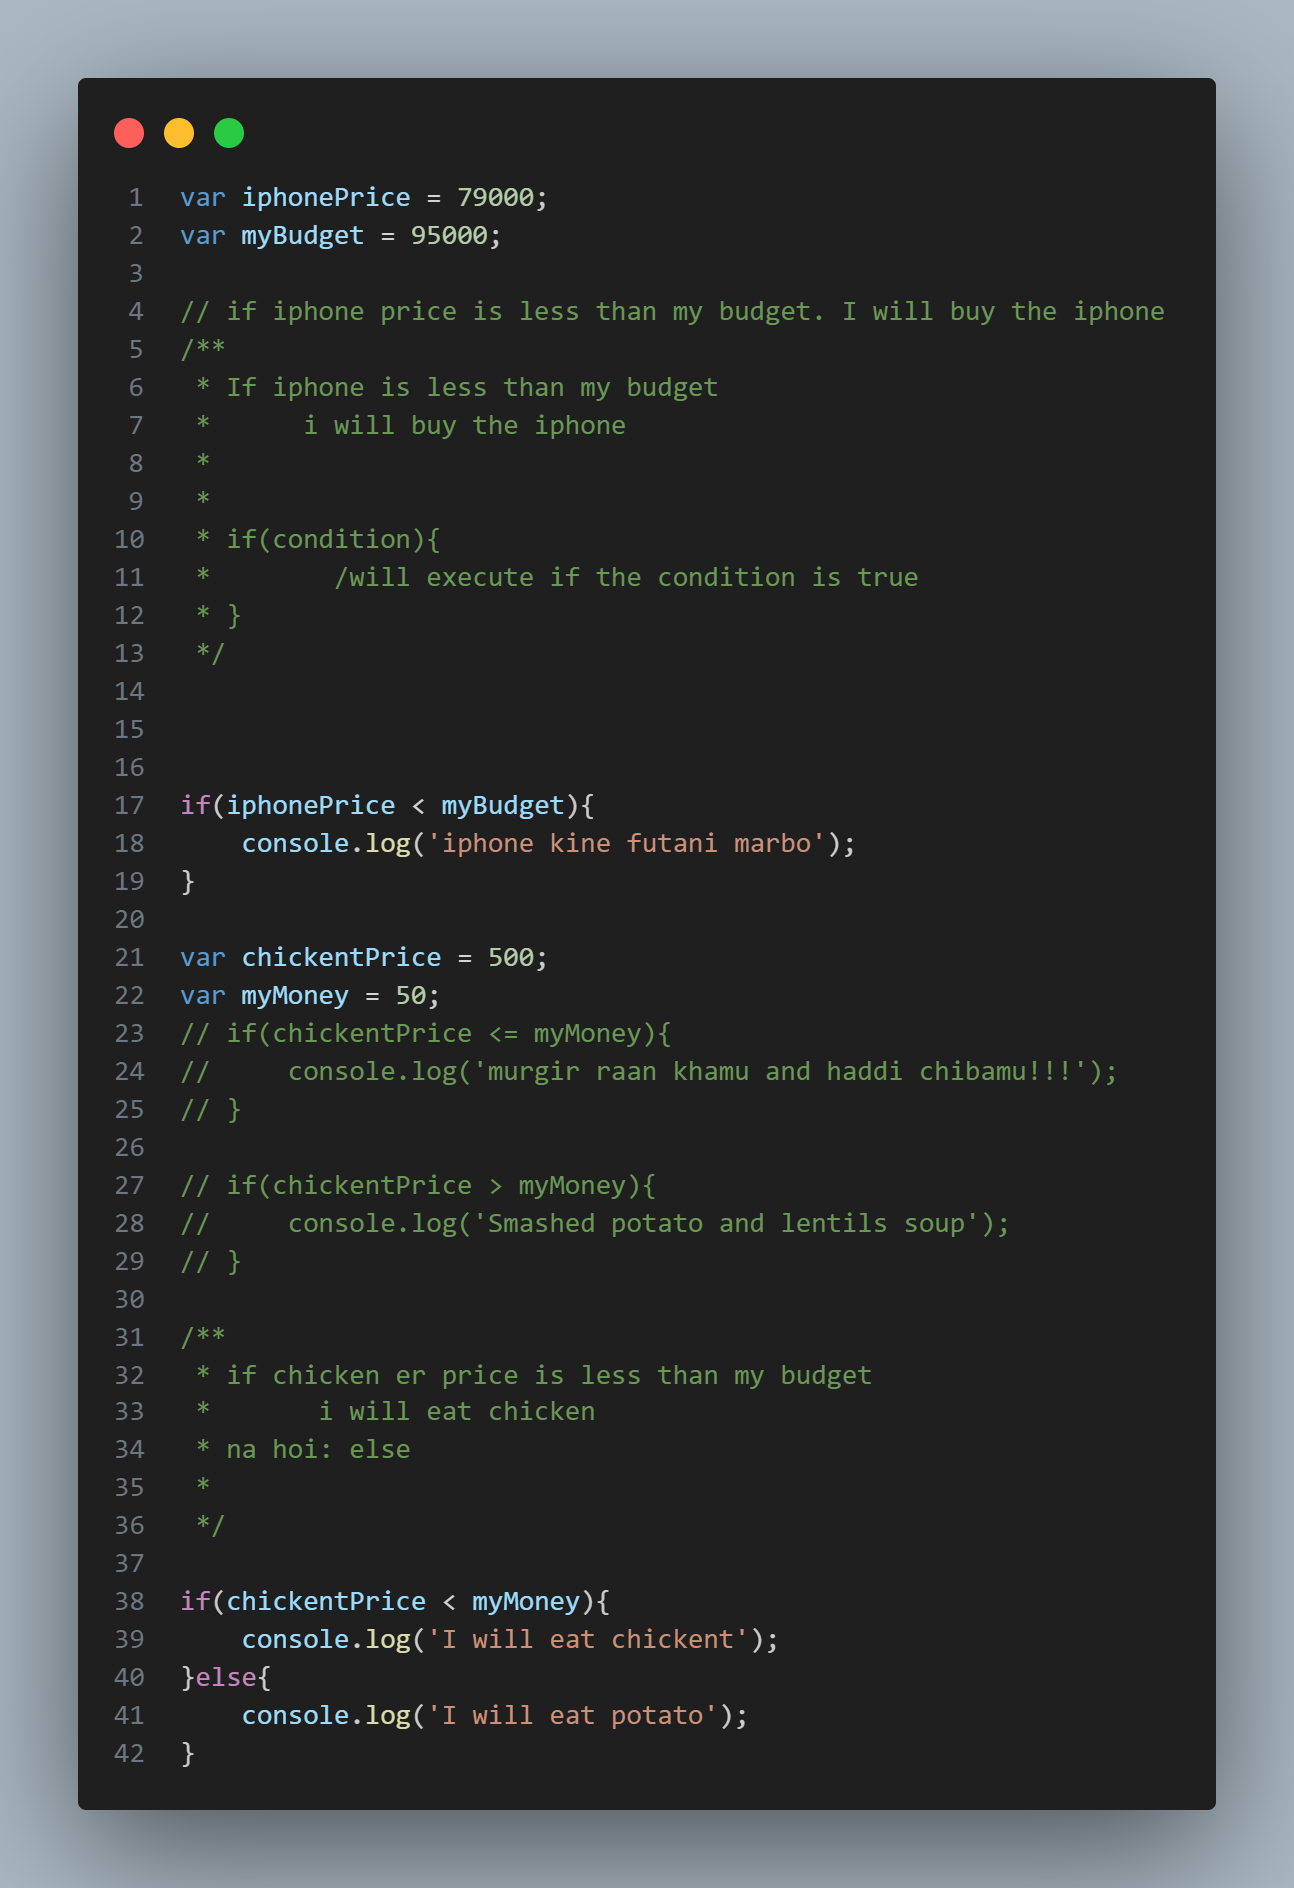 1 var iphonePrice = 79000;
2 var myBudget = 95000;
3
4 // if iphone price is less than my budget. I will buy the iphone
5 /**
6  * If iphone is less than my budget
7  *      i will buy the iphone
8  *
9  *
10  * if(condition){
11  *        /will execute if the condition is true
12  * }
13  */
14
15
16
17 if(iphonePrice < myBudget){
18     console.log('iphone kine futani marbo');
19 }
20
21 var chickentPrice = 500;
22 var myMoney = 50;
23 // if(chickentPrice <= myMoney){
24 //     console.log('murgir raan khamu and haddi chibamu!!!');
25 // }
26
27 // if(chickentPrice > myMoney){
28 //     console.log('Smashed potato and lentils soup');
29 // }
30
31 /**
32  * if chicken er price is less than my budget
33  *       i will eat chicken
34  * na hoi: else
35  *
36  */
37
38 if(chickentPrice < myMoney){
39     console.log('I will eat chickent');
40 }else{
41     console.log('I will eat potato');
42 }